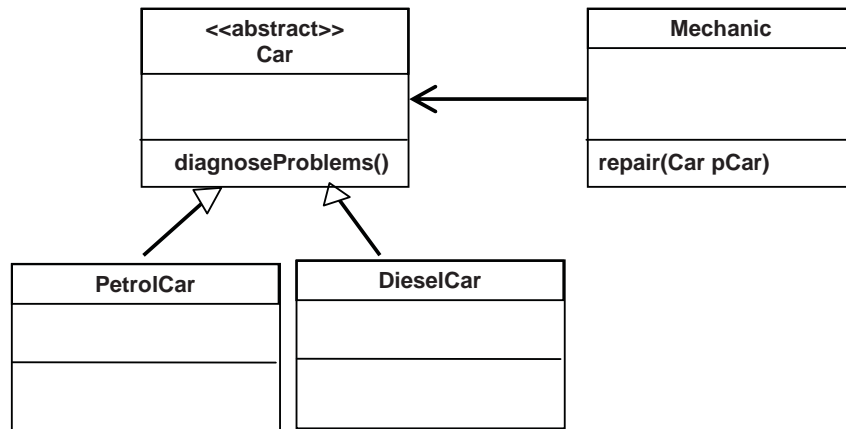 <<abstract>>
Car
diagnoseProblems()
Mechanic
repair(Car pCar)
PetrolCar
DieselCar